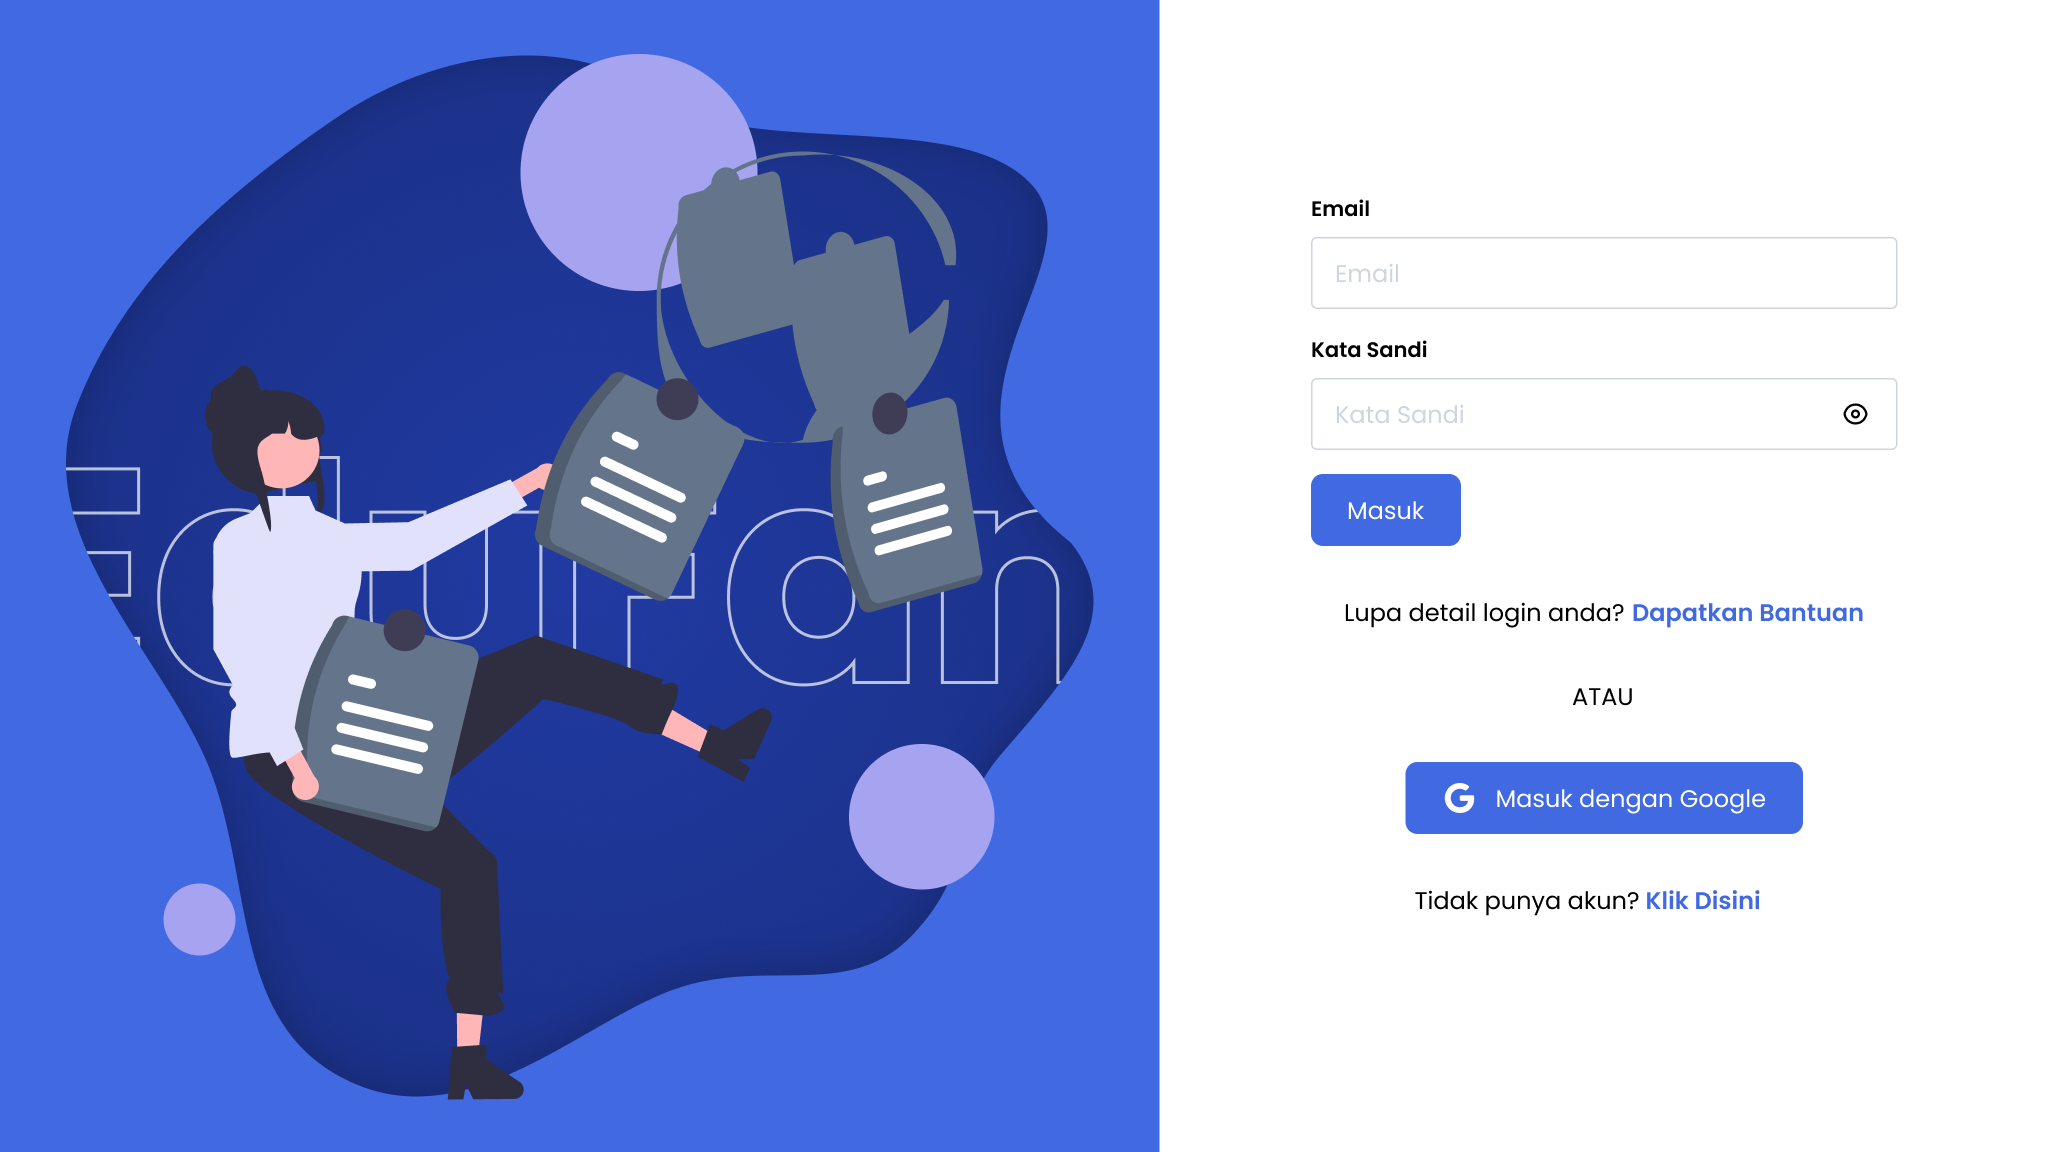 Email
Email
Kata Sandi
Kata Sandi
Masuk
Lupa detail login anda? Dapatkan Bantuan
ATAU
Masuk dengan Google
Tidak punya akun? Klik Disini